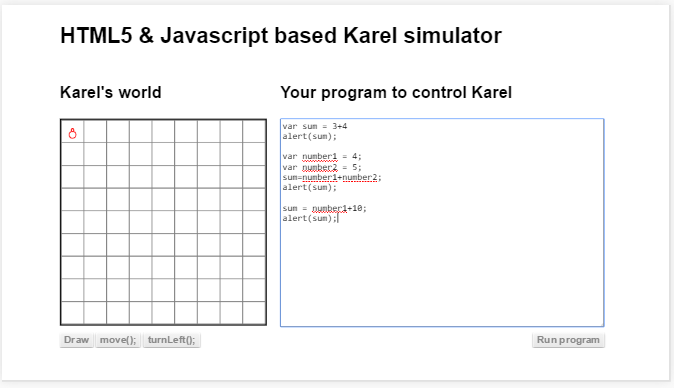 HTML5 & Javascript based Karel simulator
Karel's world
Your program to control Karel
var sum = 3+4
alert(sum);
var number1 = 4;
var number2 = 5;
sum=number1+number2;
alert(sum);
sum = number1+10;
alert(sum);
Draw move(); turnLeft();
Run program